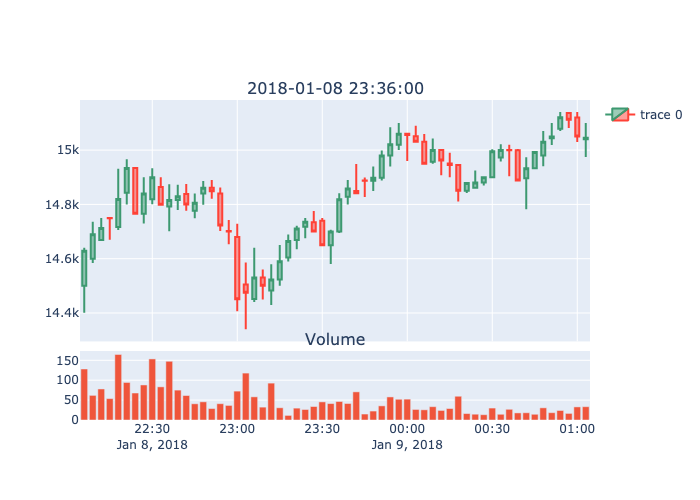 2018-01-08 23:36:00
trace 0
15k
14.8k
14.6k
14.4k
Volume
150
100
50
0
22:30 23:00 23:30 00:00 00:30 01:00
Jan 8, 2018 Jan 9, 2018